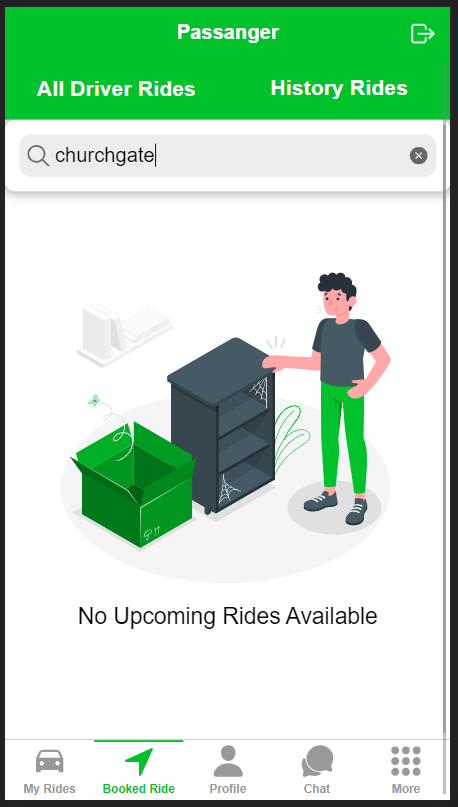 Passanger
All Driver Rides History Rides
churchgate
No Upcoming Rides Available
My Rides Booked Ride Profile Chat More